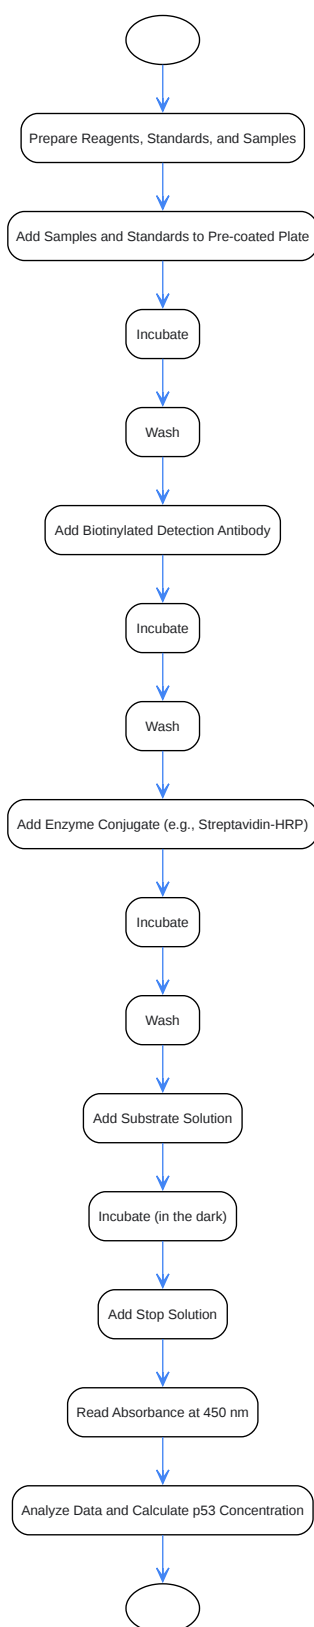 Prepare Reagents, Standards, and Samples
Add Samples and Standards to Pre-coated Plate
Incubate
Wash
Add Biotinylated Detection Antibody
Incubate
Wash
Add Enzyme Conjugate (e.g., Streptavidin-HRP)
Incubate
Wash
Add Substrate Solution
Incubate (in the dark)
Add Stop Solution
Read Absorbance at 450 nm
Analyze Data and Calculate p53 Concentration